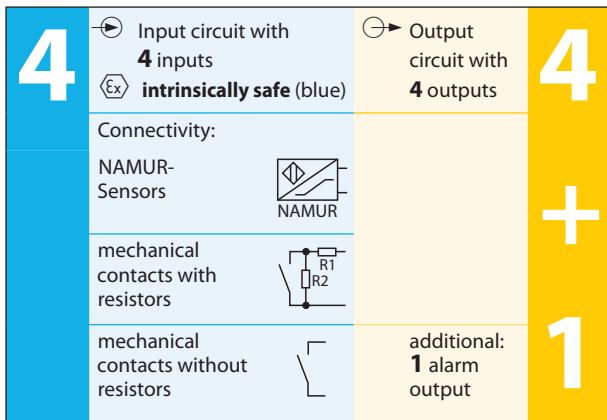 4
Input circuit with
4 inputs
Ex intrinsically safe (blue)
Output
circuit with
4 outputs
4
+
1
Connectivity:
NAMUR-
Sensors
NAMUR
mechanical
contacts with
resistors
R1
R2
mechanical
contacts without
resistors
additional:
1 alarm
output